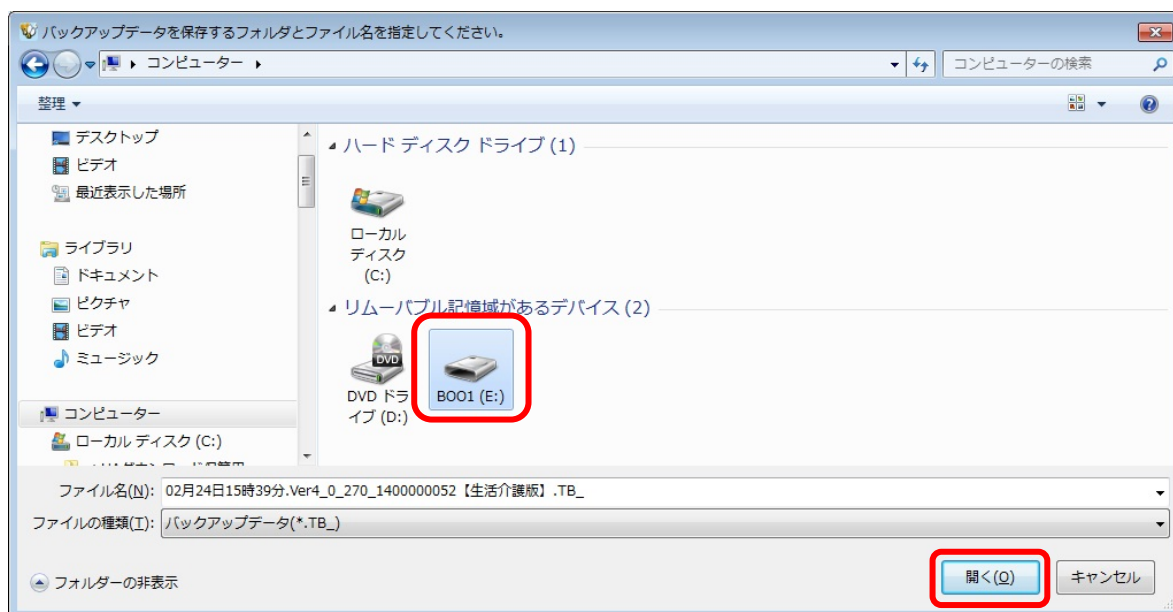 バックアップデータを保存するフォルダとファイル名を指定してください。
コンピューター
コンピューターの検索
整理
デスクトップ
ビデオ
最近表示した場所
ライブラリ
ドキュメント
ピクチャ
ビデオ
ミュージック
コンピューター
ローカル ディスク (C:)
ハード ディスク ドライブ (1)
ローカル
ディスク
(C:)
リムーバブル記憶域があるデバイス (2)
DVD
DVD ドラ
イブ (D:)
BOO1 (E:)
ファイル名(N): 02月24日15時39分.Ver4_0_270_1400000052【生活介護版】.TB_
ファイルの種類(T): バックアップデータ(*.TB_)
フォルダーの非表示
開く(O)
キャンセル